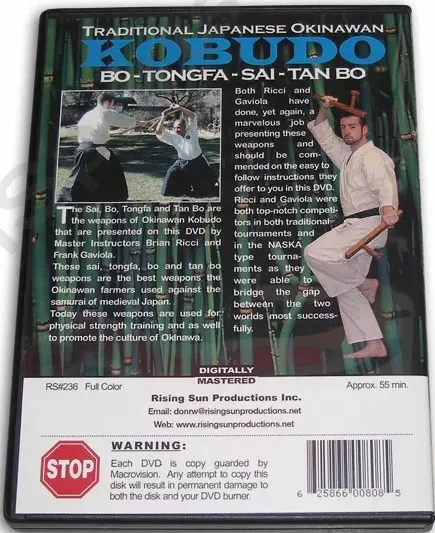 TRADITIONAL JAPANESE OKINAWAN
KOBUDO
BO - TONGFA - SAI - TAN BO
Both Ricci and
Gaviola have
done, yet again, a
marvelous job
presenting these
weapons and
should be com-
mended on the easy to
follow instructions they
offer to you in this DVD.
Ricci and Gaviola were
both top-notch competi-
tors in both traditional
tournaments and
in the NASKA
type tourna-
ments as they
were able to
bridge the gap
between the two
worlds most success-
fully.
The Sai, Bo, Tongfa and Tan Bo are
the weapons of Okinawan Kobudo
that are presented on this DVD by
Master Instructors Brian Ricci and
Frank Gaviola.
These sai, tongfa, bo and tan bo
weapons are the best weapons the
Okinawan farmers used against the
samurai of medieval Japan.
Today these weapons are used for
physical strength training and as well
to promote the culture of Okinawa.
DIGITALLY
MASTERED
RS#236 Full Color
Approx. 55 min.
Rising Sun Productions Inc.
Email: donrw@risingsunproductions.net
Web: www.risingsunproductions.net
STOP
WARNING:
Each DVD is copy guarded by
Macrovision. Any attempt to copy this
disk will result in permanent damage to
both the disk and your DVD burner.
6 25866 00808 5